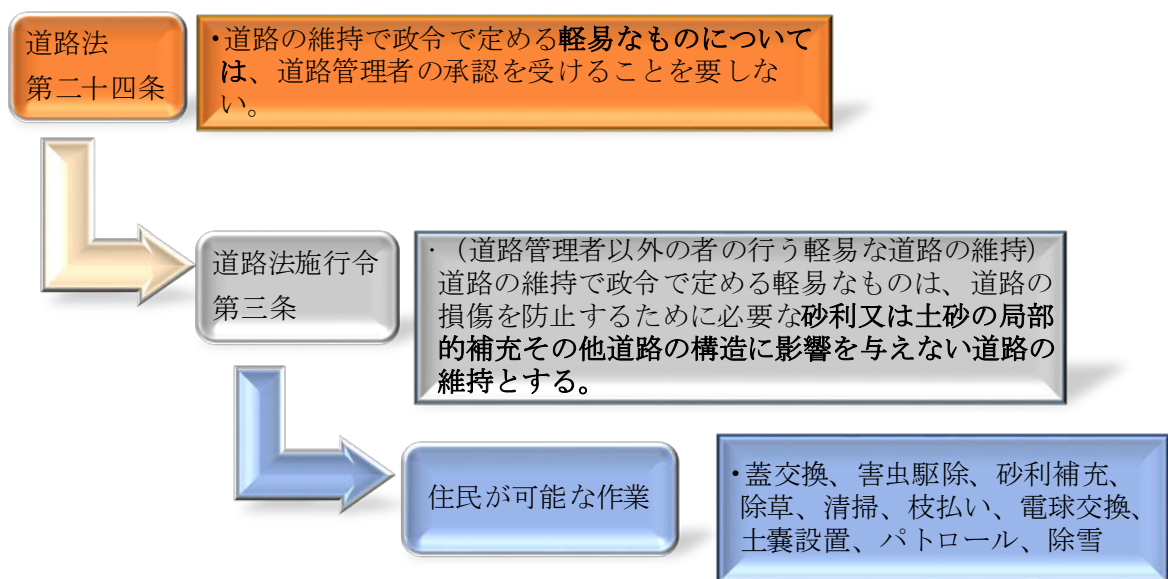 道路法
第二十四条
・道路の維持で政令で定める軽易なものについて
は、道路管理者の承認を受けることを要しな
い。
道路法施行令
第三条
・（道路管理者以外の者の行う軽易な道路の維持）
道路の維持で政令で定める軽易なものは、道路の
損傷を防止するために必要な砂利又は土砂の局部
的補充その他道路の構造に影響を与えない道路の
維持とする。
住民が可能な作業
・蓋交換、害虫駆除、砂利補充、
除草、清掃、枝払い、電球交換、
土嚢設置、パトロール、除雪